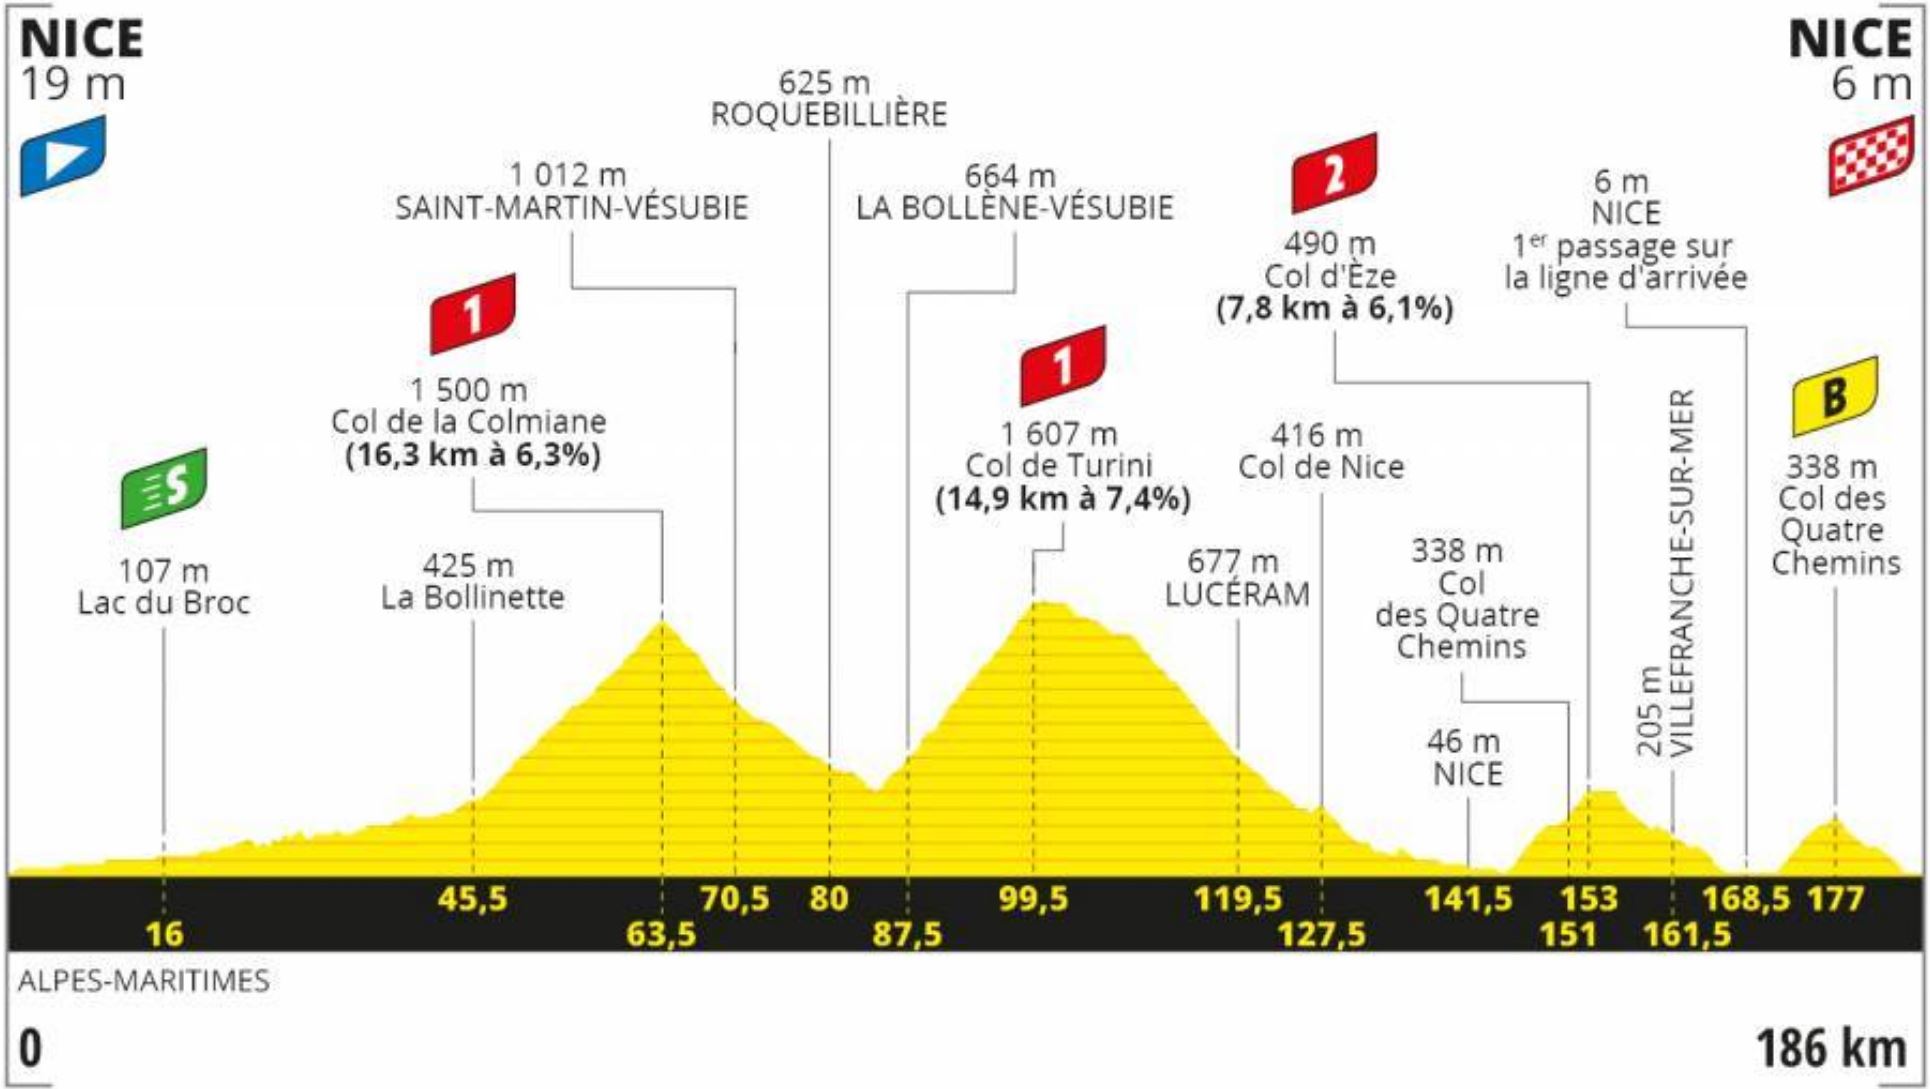 NICE
19 m
NICE
6 m
625 m
ROQUEBILLIÈRE
1 012 m
SAINT-MARTIN-VÉSUBIE
664 m
LA BOLLÈNE-VÉSUBIE
2
490 m
Col d'Èze
(7,8 km à 6,1%)
6 m
NICE
1er passage sur
la ligne d'arrivée
1
1 500 m
Col de la Colmiane
(16,3 km à 6,3%)
1
1 607 m
Col de Turini
(14,9 km à 7,4%)
416 m
Col de Nice
B
338 m
Col des
Quatre
Chemins
S
107 m
Lac du Broc
425 m
La Bollinette
677 m
LUCÉRAM
338 m
Col
des Quatre
Chemins
46 m
NICE
205 m
VILLEFRANCHE-SUR-MER
45,5 70,5 80 99,5 119,5 141,5 153 168,5 177
16 63,5 87,5 127,5 151 161,5
ALPES-MARITIMES
0
186 km